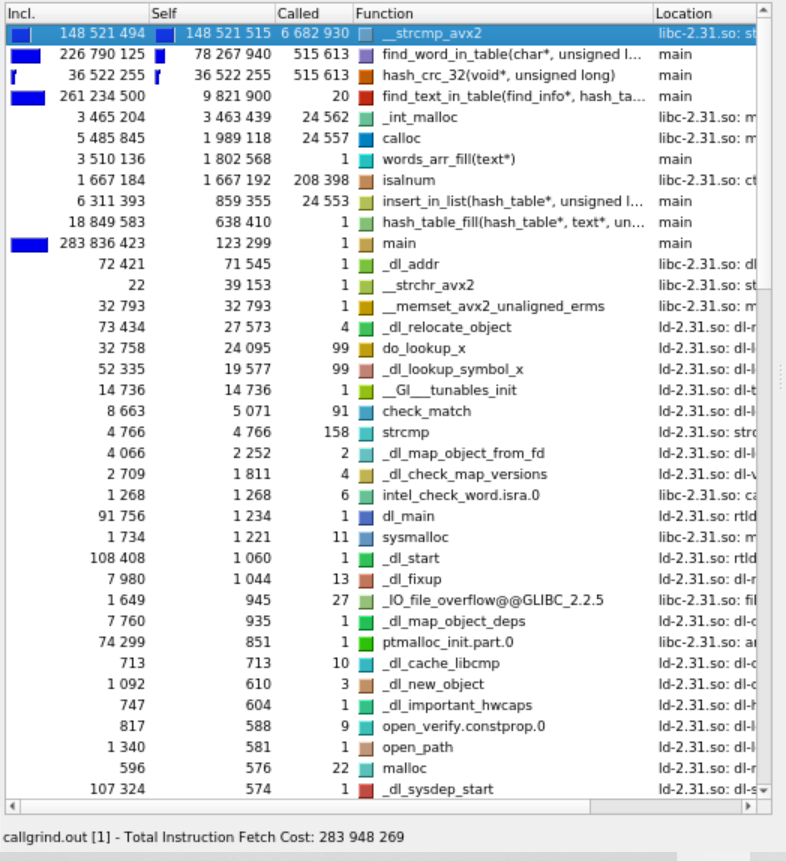 Incl. Self Called Function Location
148 521 494 148 521 515 6 682 930 __strcmp_avx2 libc-2.31.so: st
226 790 125 78 267 940 515 613 find_word_in_table(char*, unsigned l... main
36 522 255 36 522 255 515 613 hash_crc_32(void*, unsigned long) main
261 234 500 9 821 900 20 find_text_in_table(find_info*, hash_ta... main
3 465 204 3 463 439 24 562 _int_malloc libc-2.31.so: m
5 485 845 1 989 118 24 557 calloc libc-2.31.so: m
3 510 136 1 802 568 1 words_arr_fill(text*) main
1 667 184 1 667 192 208 398 isalnum libc-2.31.so: ct
6 311 393 859 355 24 553 insert_in_list(hash_table*, unsigned l... main
18 849 583 638 410 1 hash_table_fill(hash_table*, text*, un... main
283 836 423 123 299 1 main main
72 421 71 545 1 _dl_addr libc-2.31.so: dl
22 39 153 1 __strchr_avx2 libc-2.31.so: st
32 793 32 793 1 __memset_avx2_unaligned_erms libc-2.31.so: m
73 434 27 573 4 _dl_relocate_object ld-2.31.so: dl-r
32 758 24 095 99 do_lookup_x ld-2.31.so: dl-l
52 335 19 577 99 _dl_lookup_symbol_x ld-2.31.so: dl-l
14 736 14 736 1 __GI___tunables_init ld-2.31.so: dl-t
8 663 5 071 91 check_match ld-2.31.so: dl-l
4 766 4 766 158 strcmp ld-2.31.so: strc
4 066 2 252 2 _dl_map_object_from_fd ld-2.31.so: dl-l
2 709 1 811 4 _dl_check_map_versions ld-2.31.so: dl-v
1 268 1 268 6 intel_check_word.isra.0 libc-2.31.so: ca
91 756 1 234 1 dl_main ld-2.31.so: rtld
1 734 1 221 11 sysmalloc libc-2.31.so: m
108 408 1 060 1 _dl_start ld-2.31.so: rtld
7 980 1 044 13 _dl_fixup ld-2.31.so: dl-r
1 649 945 27 _IO_file_overflow@@GLIBC_2.2.5 libc-2.31.so: fil
7 760 935 1 _dl_map_object_deps ld-2.31.so: dl-d
74 299 851 1 ptmalloc_init.part.0 libc-2.31.so: ar
713 713 10 _dl_cache_libcmp ld-2.31.so: dl-c
1 092 610 3 _dl_new_object ld-2.31.so: dl-o
747 604 1 _dl_important_hwcaps ld-2.31.so: dl-h
817 588 9 open_verify.constprop.0 ld-2.31.so: dl-l
1 340 581 1 open_path ld-2.31.so: dl-l
596 576 22 malloc ld-2.31.so: dl-r
107 324 574 1 _dl_sysdep_start ld-2.31.so: dl-s
callgrind.out [1] - Total Instruction Fetch Cost: 283 948 269